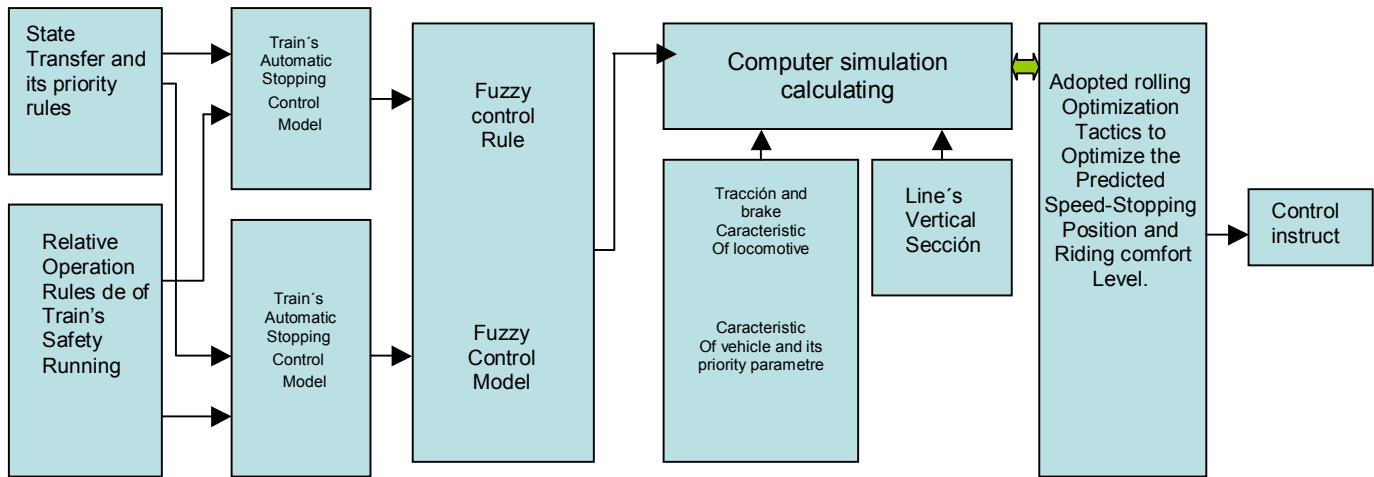 State
Transfer and
its priority
rules
Relative
Operation
Rules de of
Train’s
Safety
Running
Train´s
Automatic
Stopping
Control
Model
Train´s
Automatic
Stopping
Control
Model
Fuzzy
control
Rule
Fuzzy
Control
Model
Computer simulation
calculating
Tracción and
brake
Caracteristic
Of locomotive
Caracteristic
Of vehicle and its
priority parametre
Line´s
Vertical
Sección
Adopted rolling
Optimization
Tactics to
Optimize the
Predicted
Speed-Stopping
Position and
Riding comfort
Level.
Control
instruct